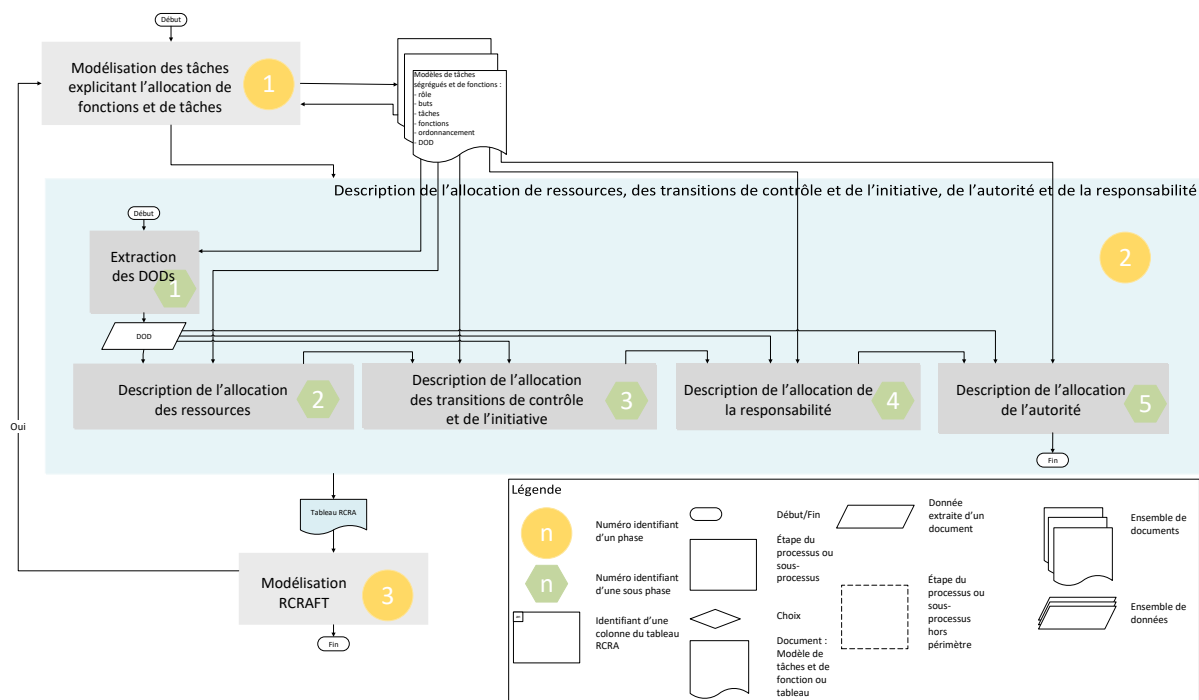 Début
Modélisation des tâches
explicitant l'allocation de
fonctions et de tâches
1
Modèles de tâches
ségrégués et de fonctions :
- rôle
- buts
- tâches
- fonctions
- ordonnancement
- DOD
Description de l'allocation de ressources, des transitions de contrôle et de l'initiative, de l'autorité et de la responsabilité
Début
Extraction
des DODs
1
2
DOD
Description de l'allocation
des ressources
2
Description de l'allocation
des transitions de contrôle
et de l'initiative
3
Description de l'allocation de
la responsabilité
4
Description de l'allocation
de l'autorité
5
Oui
Fin
Tableau RCRA
Modélisation
RCRAFT
3
Fin
Légende
n
Numéro identifiant
d'un phase
n
Numéro identifiant
d'une sous phase
Identifiant d'une
colonne du tableau
RCRA
Début/Fin
Étape du
processus ou
sous-
processus
Choix
Document :
Modèle de
tâches et de
fonction ou
tableau
Donnée
extraite d'un
document
Étape du
processus ou
sous-
processus
hors
périmètre
Ensemble de
documents
Ensemble de
données